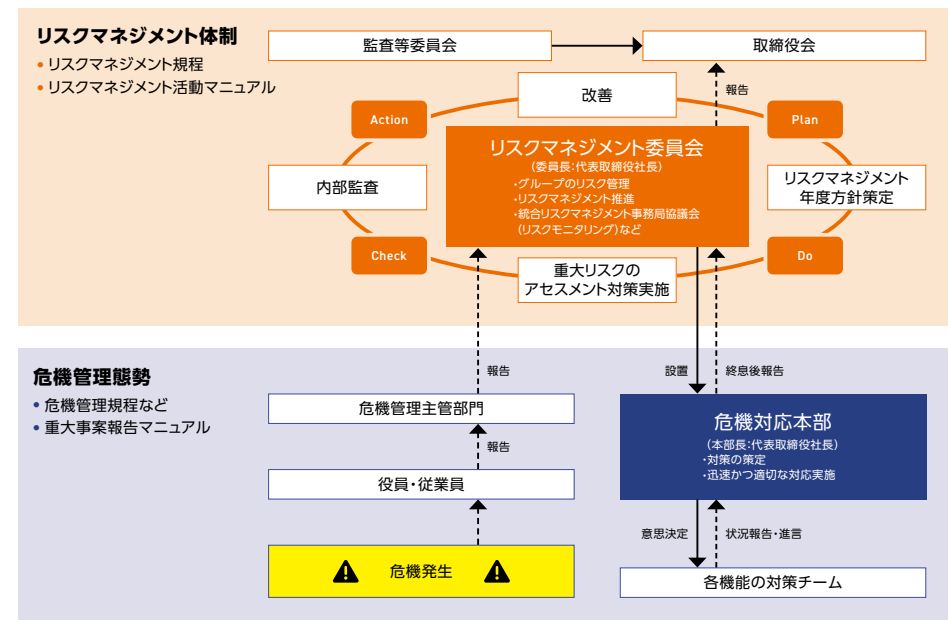 リスクマネジメント体制
• リスクマネジメント規程
• リスクマネジメント活動マニュアル
監査等委員会
取締役会
報告
改善
Action
Plan
リスクマネジメント委員会
(委員長:代表取締役社長)
・グループのリスク管理
・リスクマネジメント推進
・統合リスクマネジメント事務局協議会
(リスクモニタリング)など
内部監査
リスクマネジメント
年度方針策定
Check
Do
重大リスクの
アセスメント対策実施
危機管理態勢
• 危機管理規程など
• 重大事案報告マニュアル
報告
設置
終息後報告
危機管理主管部門
報告
役員・従業員
危機発生
危機対応本部
(本部長:代表取締役社長)
・対策の策定
・迅速かつ適切な対応実施
意思決定
状況報告・進言
各機能の対策チーム